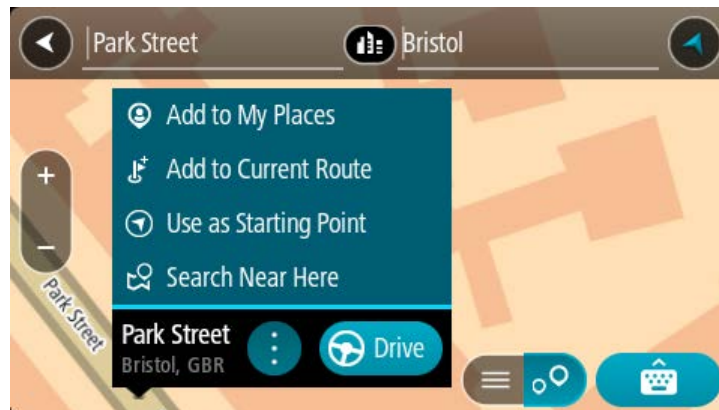 Park Street
Bristol
Add to My Places
Add to Current Route
Use as Starting Point
Search Near Here
Park Street
Park Street
Bristol, GBR
Drive